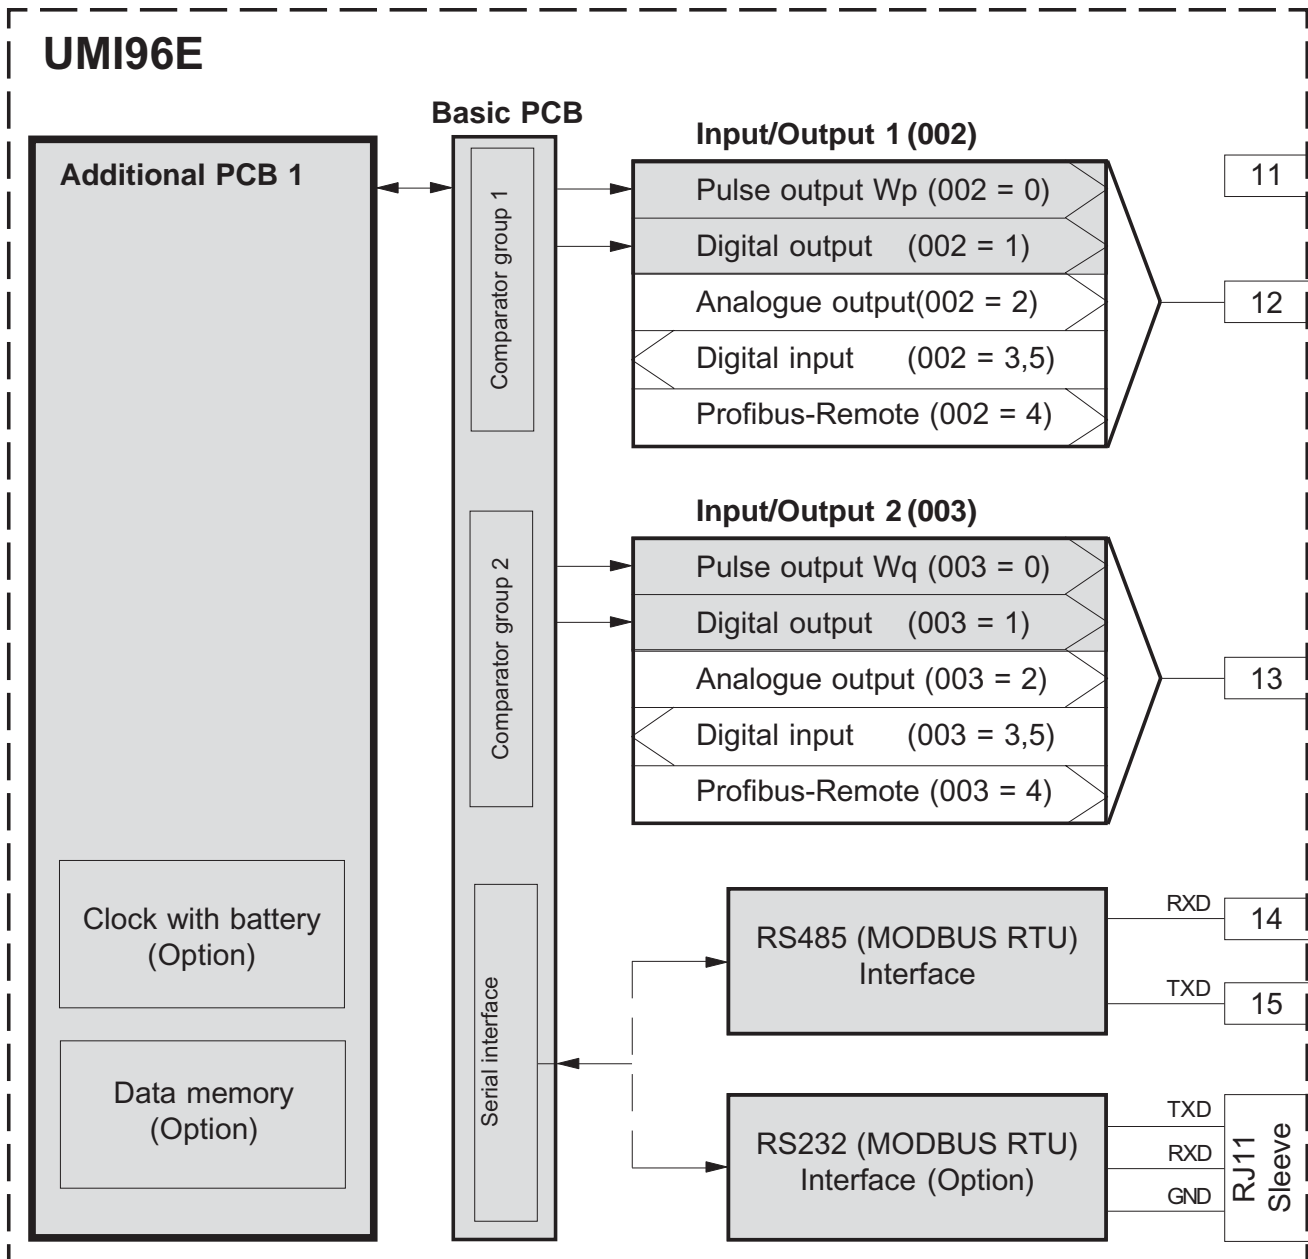 UMI96E
Basic PCB
Additional PCB 1
Comparator group 1
Comparator group 2
Serial interface
Clock with battery
(Option)
Data memory
(Option)
Input/Output 1 (002)
Pulse output Wp (002 = 0)
Digital output (002 = 1)
Analogue output(002 = 2)
Digital input (002 = 3,5)
Profibus-Remote (002 = 4)
11
12
Input/Output 2 (003)
Pulse output Wq (003 = 0)
Digital output (003 = 1)
Analogue output (003 = 2)
Digital input (003 = 3,5)
Profibus-Remote (003 = 4)
13
RS485 (MODBUS RTU)
Interface
RXD
14
TXD
15
RS232 (MODBUS RTU)
Interface (Option)
TXD
RXD
GND
RJ11
Sleeve